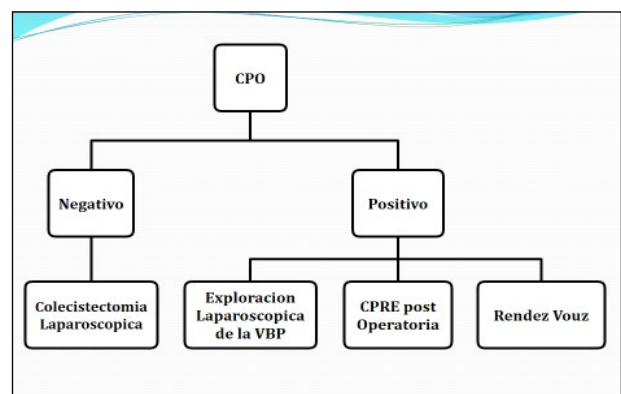 CPO
Negativo
Positivo
Colecistectomia
Laparoscopica
Exploracion
Laparoscopica
de la VBP
CPRE post
Operatoria
Rendez Vouz